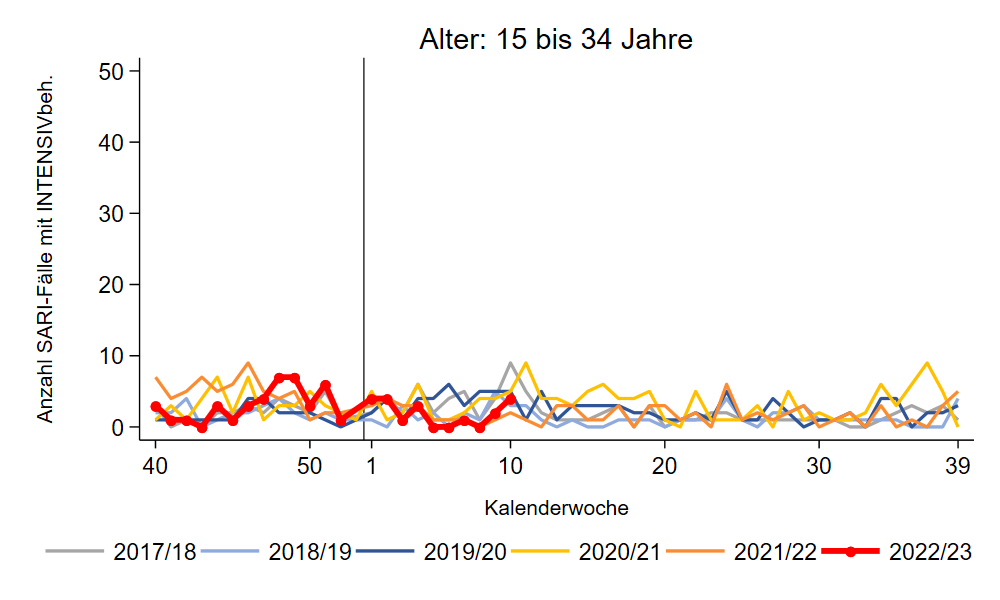 Alter: 15 bis 34 Jahre
Anzahl SARI-Fälle mit INTENSIVbeh.
50
40
30
20
10
0
40 50 1 10 20 30 39
Kalenderwoche
2017/18 2018/19 2019/20 2020/21 2021/22 2022/23